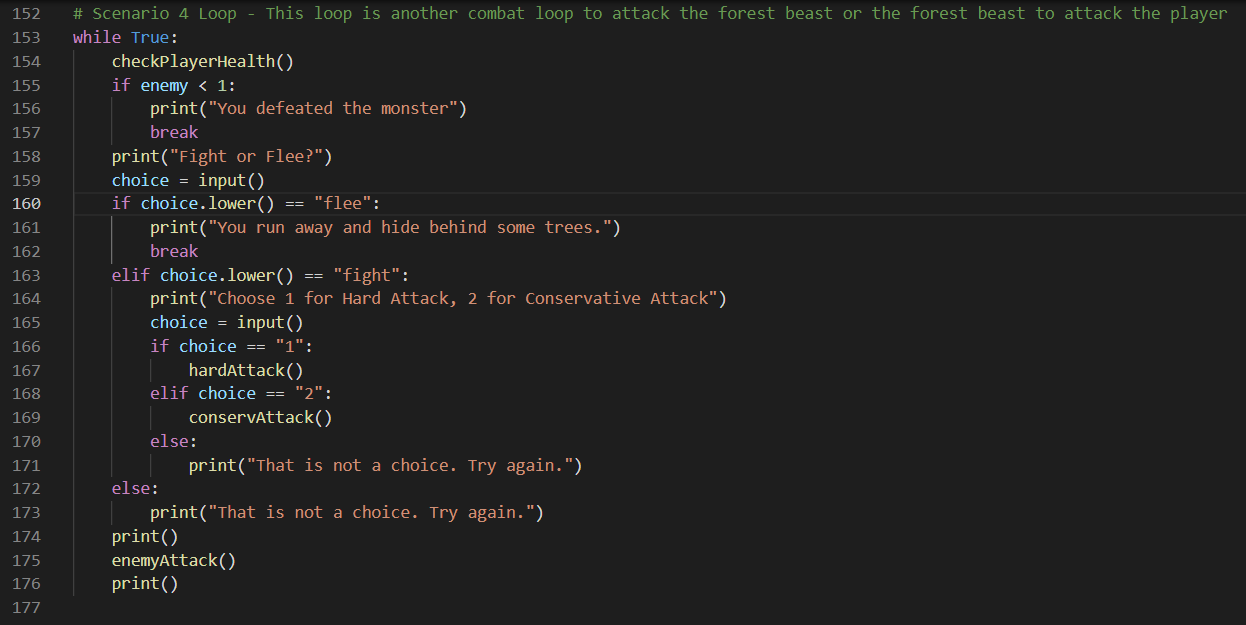 152 # Scenario 4 Loop - This loop is another combat loop to attack the forest beast or the forest beast to attack the player
153 while True:
154     checkPlayerHealth()
155     if enemy < 1:
156         print("You defeated the monster")
157         break
158     print("Fight or Flee?")
159     choice = input()
160     if choice.lower() == "flee":
161         print("You run away and hide behind some trees.")
162         break
163     elif choice.lower() == "fight":
164         print("Choose 1 for Hard Attack, 2 for Conservative Attack")
165         choice = input()
166         if choice == "1":
167             hardAttack()
168         elif choice == "2":
169             conservAttack()
170         else:
171             print("That is not a choice. Try again.")
172     else:
173         print("That is not a choice. Try again.")
174     print()
175     enemyAttack()
176     print()
177